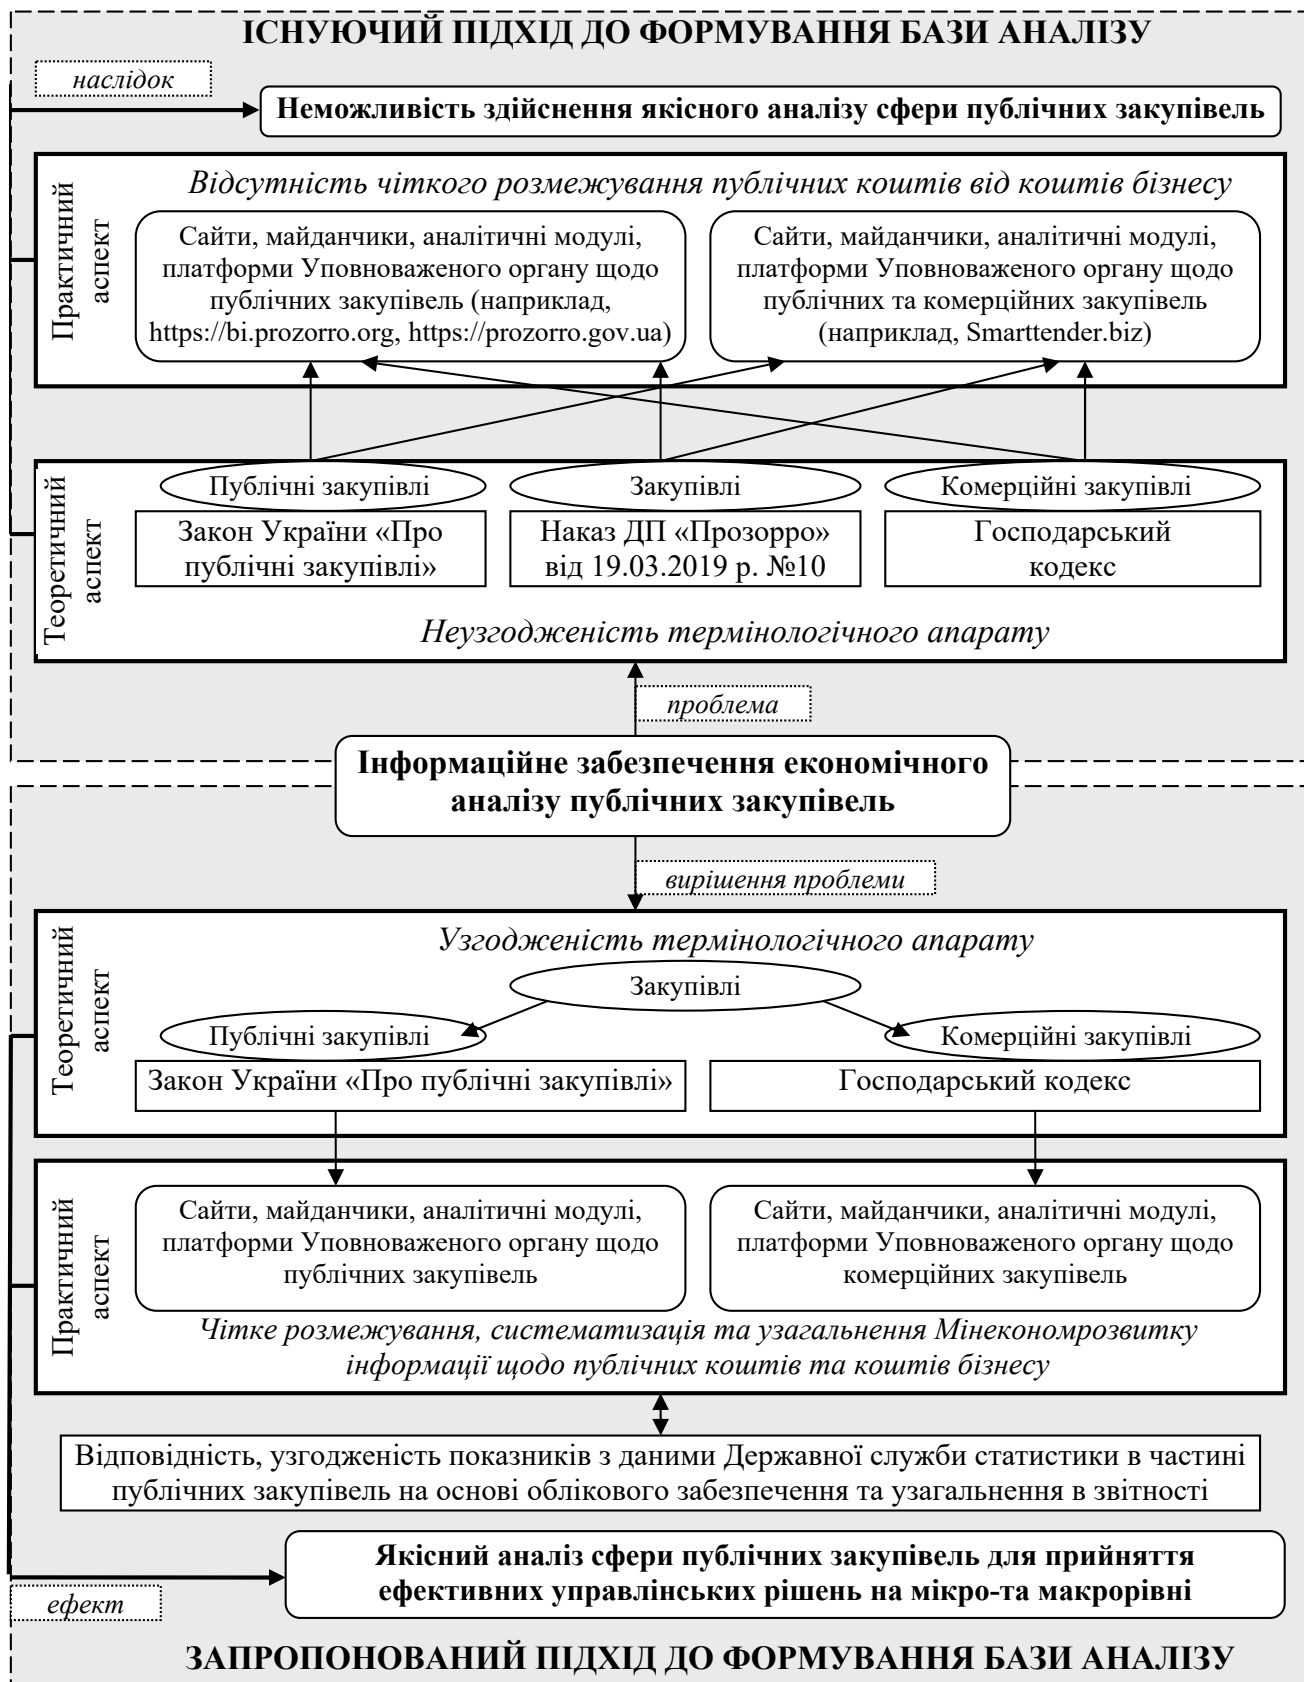 ІСНУЮЧИЙ ПІДХІД ДО ФОРМУВАННЯ БАЗИ АНАЛІЗУ
наслідок
Неможливість здійснення якісного аналізу сфери публічних закупівель
Практичний
аспект
Відсутність чіткого розмежування публічних коштів від коштів бізнесу
Сайти, майданчики, аналітичні модулі,
платформи Уповноваженого органу щодо
публічних закупівель (наприклад,
https://bi.prozorro.org, https://prozorro.gov.ua)
Сайти, майданчики, аналітичні модулі,
платформи Уповноваженого органу щодо
публічних та комерційних закупівель
(наприклад, Smarttender.biz)
Теоретичний
аспект
Публічні закупівлі
Закупівлі
Комерційні закупівлі
Закон України «Про
публічні закупівлі»
Наказ ДП «Прозорро»
від 19.03.2019 р. №10
Господарський
кодекс
Неузгодженість термінологічного апарату
проблема
Інформаційне забезпечення економічного
аналізу публічних закупівель
вирішення проблеми
Теоретичний
аспект
Узгодженість термінологічного апарату
Закупівлі
Публічні закупівлі
Комерційні закупівлі
Закон України «Про публічні закупівлі»
Господарський кодекс
Практичний
аспект
Сайти, майданчики, аналітичні модулі,
платформи Уповноваженого органу щодо
публічних закупівель
Сайти, майданчики, аналітичні модулі,
платформи Уповноваженого органу щодо
комерційних закупівель
Чітке розмежування, систематизація та узагальнення Мінекономрозвитку
інформації щодо публічних коштів та коштів бізнесу
Відповідність, узгодженість показників з даними Державної служби статистики в частині
публічних закупівель на основі облікового забезпечення та узагальнення в звітності
Якісний аналіз сфери публічних закупівель для прийняття
ефективних управлінських рішень на мікро-та макрорівні
ефект
ЗАПРОПОНОВАНИЙ ПІДХІД ДО ФОРМУВАННЯ БАЗИ АНАЛІЗУ